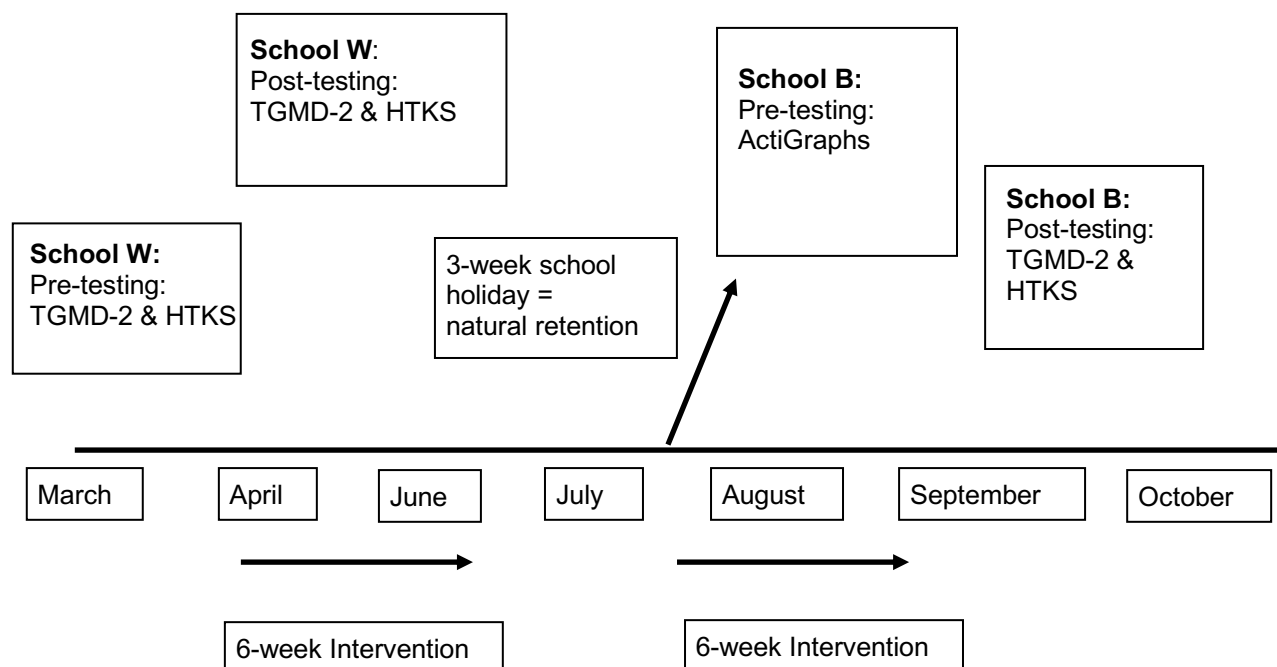 School W:
Post-testing:
TGMD-2 & HTKS
School B:
Pre-testing:
ActiGraphs
School B:
Post-testing:
TGMD-2 &
HTKS
School W:
Pre-testing:
TGMD-2 & HTKS
3-week school
holiday =
natural retention
March
April
June
July
August
September
October
6-week Intervention
6-week Intervention